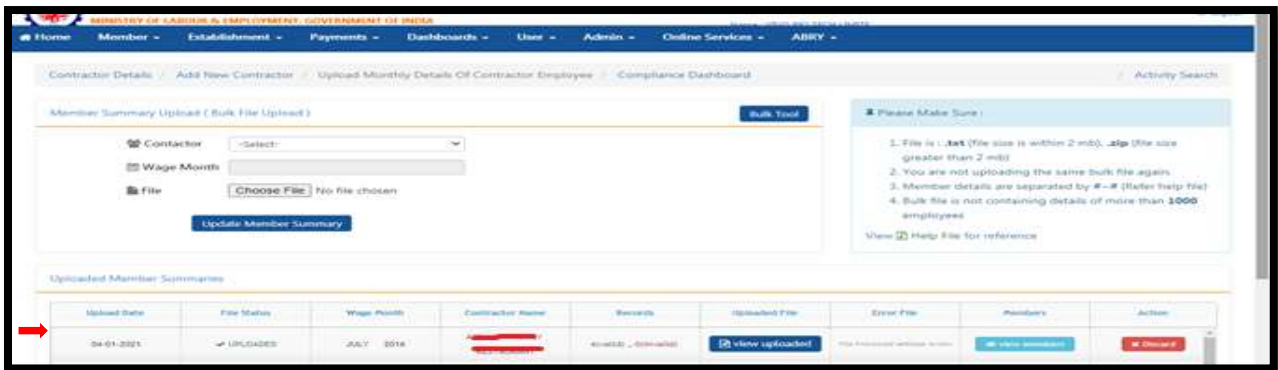 MINISTRY OF LABOUR & EMPLOYMENT, GOVERNMENT OF INDIA
Home Member Establishment Payments Dashboards User Admin Online Services ABRY
Contractor Details / Add New Contractor / Upload Monthly Details Of Contractor Employee / Compliance Dashboard / Activity Search
Member Summary Upload ( Bulk File Upload )
Bulk Tool
Contactor -Select-
Wage Month
File Choose File No file chosen
Update Member Summary
Please Make Sure :
1. File is : .txt (file size is within 2 mb), .zip (file size
greater than 2 mb)
2. You are not uploading the same bulk file again
3. Member details are separated by #~# (Refer help file)
4. Bulk file is not containing details of more than 1000
employees
View Help File for reference
Uploaded Member Summaries
Upload Date File Status Wage Month Contractor Name Records Uploaded File Error File Members Action
04-01-2021 UPLOADED JULY 2016 view uploaded view members Discard